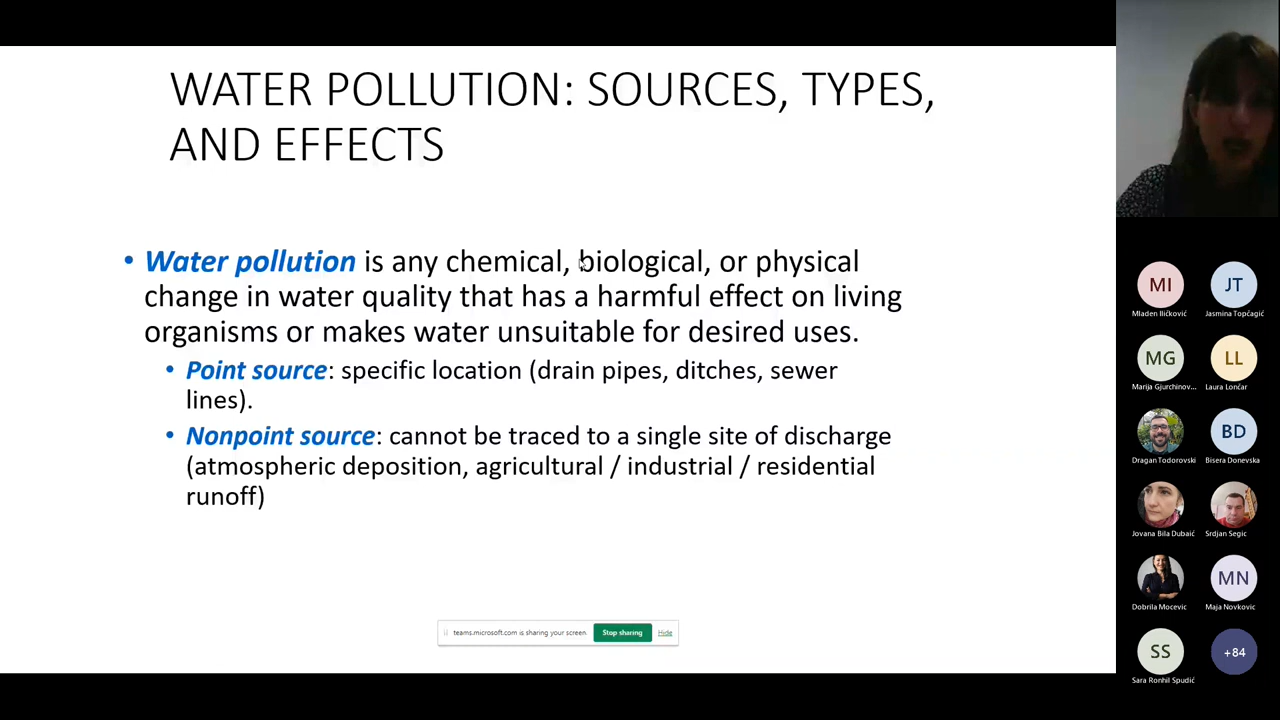 WATER POLLUTION: SOURCES, TYPES,
AND EFFECTS
• Water pollution is any chemical, biological, or physical
change in water quality that has a harmful effect on living
organisms or makes water unsuitable for desired uses.
• Point source: specific location (drain pipes, ditches, sewer
lines).
• Nonpoint source: cannot be traced to a single site of discharge
(atmospheric deposition, agricultural / industrial / residential
runoff)
teams.microsoft.com is sharing your screen. Stop sharing Hide
MI JT
Mladen Iličković Jasmina Topčagić
MG LL
Marija Gjurchinov... Laura Lončar
BD
Dragan Todorovski Bisera Donevska
Jovana Bila Dubaić Srdjan Segic
MN
Dobrila Mocevic Maja Novkovic
SS +84
Sara Ronhil Spudić